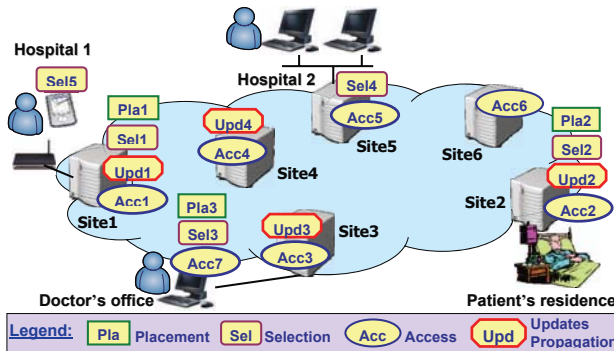 Hospital 1
Sel5
Pla1
Sel1
Upd1
Acc1
Site1
Upd4
Acc4
Site4
Hospital 2
Sel4
Acc5
Site5
Acc6
Site6
Pla2
Sel2
Upd2
Acc2
Site2
Pla3
Sel3
Acc7
Upd3
Acc3
Site3
Doctor's office
Patient's residence
Legend:
Pla Placement
Sel Selection
Acc Access
Upd Updates
Propagation